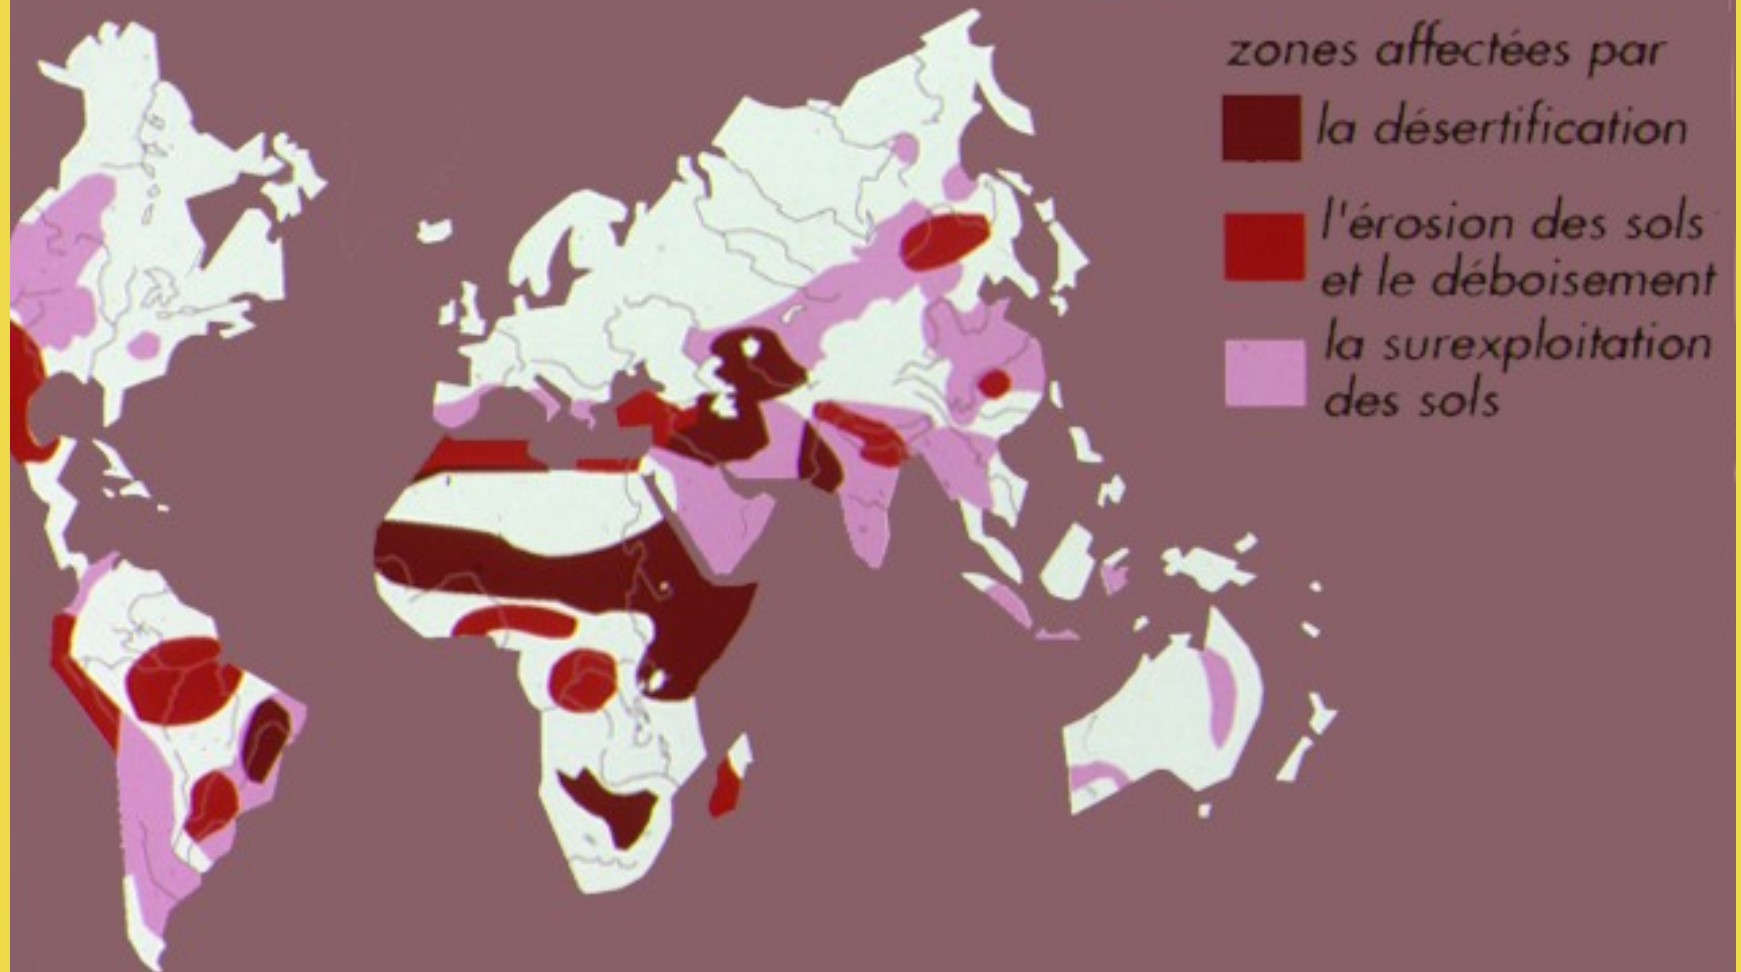 zones affectées par
la désertification
l'érosion des sols
et le déboisement
la surexploitation
des sols